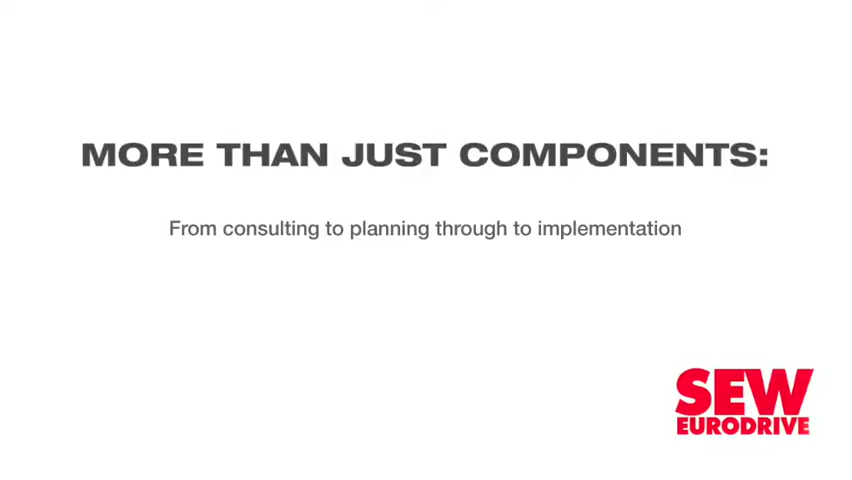 MORE THAN JUST COMPONENTS:
From consulting to planning through to implementation
SEW
EURODRIVE